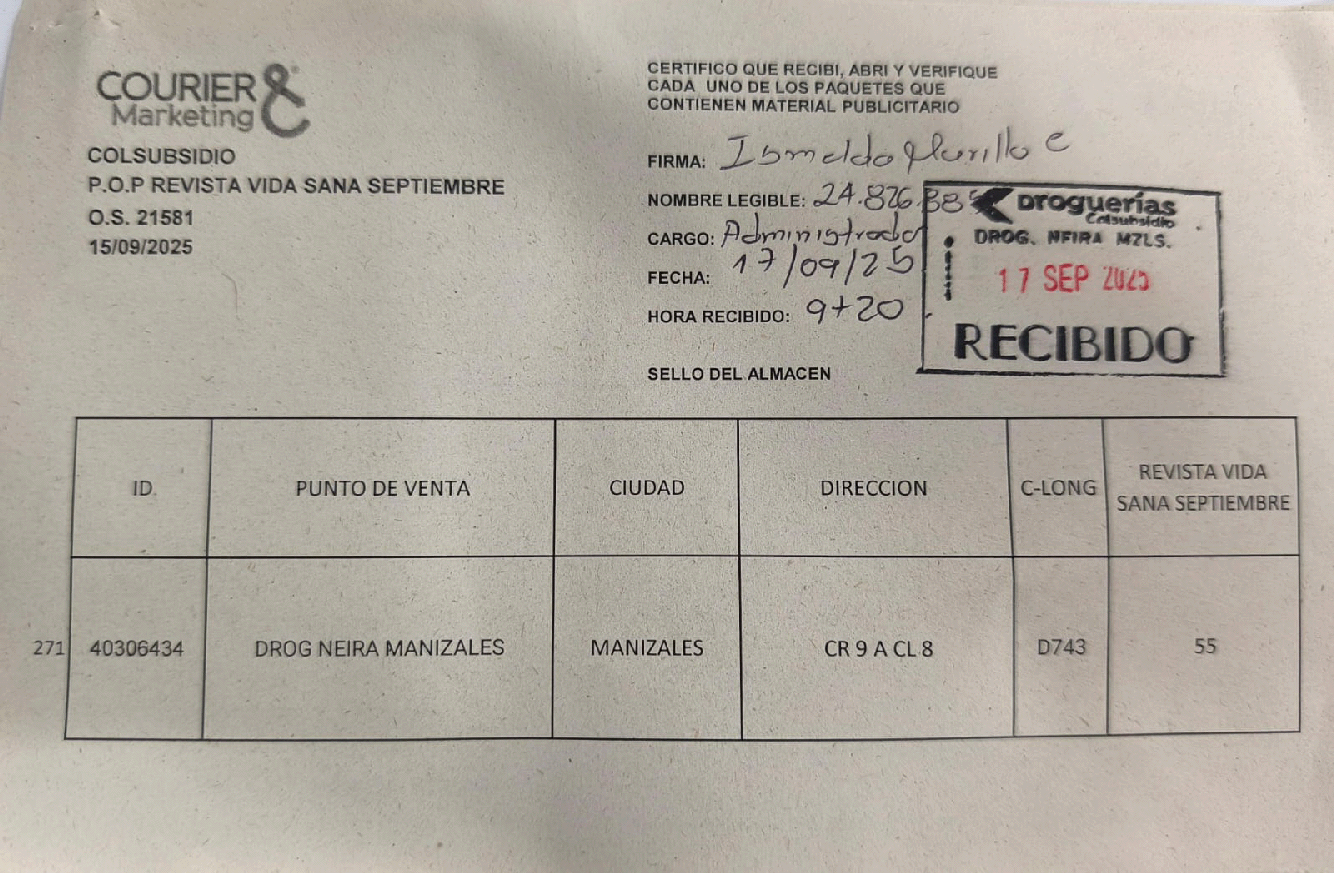 COURIER &
Marketing
COLSUBSIDIO
P.O.P REVISTA VIDA SANA SEPTIEMBRE
O.S. 21581
15/09/2025
CERTIFICO QUE RECIBI, ABRI Y VERIFIQUE
CADA UNO DE LOS PAQUETES QUE
CONTIENEN MATERIAL PUBLICITARIO
FIRMA: Murillo C
NOMBRE LEGIBLE: 24.826.
CARGO: Administrado
FECHA: 17/09/25
HORA RECIBIDO: 9+20
SELLO DEL ALMACEN
Droguerías
Colsubsidio
DROG. NEIRA MZLS.
17 SEP 2025
RECIBIDO
ID PUNTO DE VENTA CIUDAD DIRECCION C-LONG REVISTA VIDA SANA SEPTIEMBRE
271 40306434 DROG NEIRA MANIZALES MANIZALES CR 9 A CL 8 D743 55